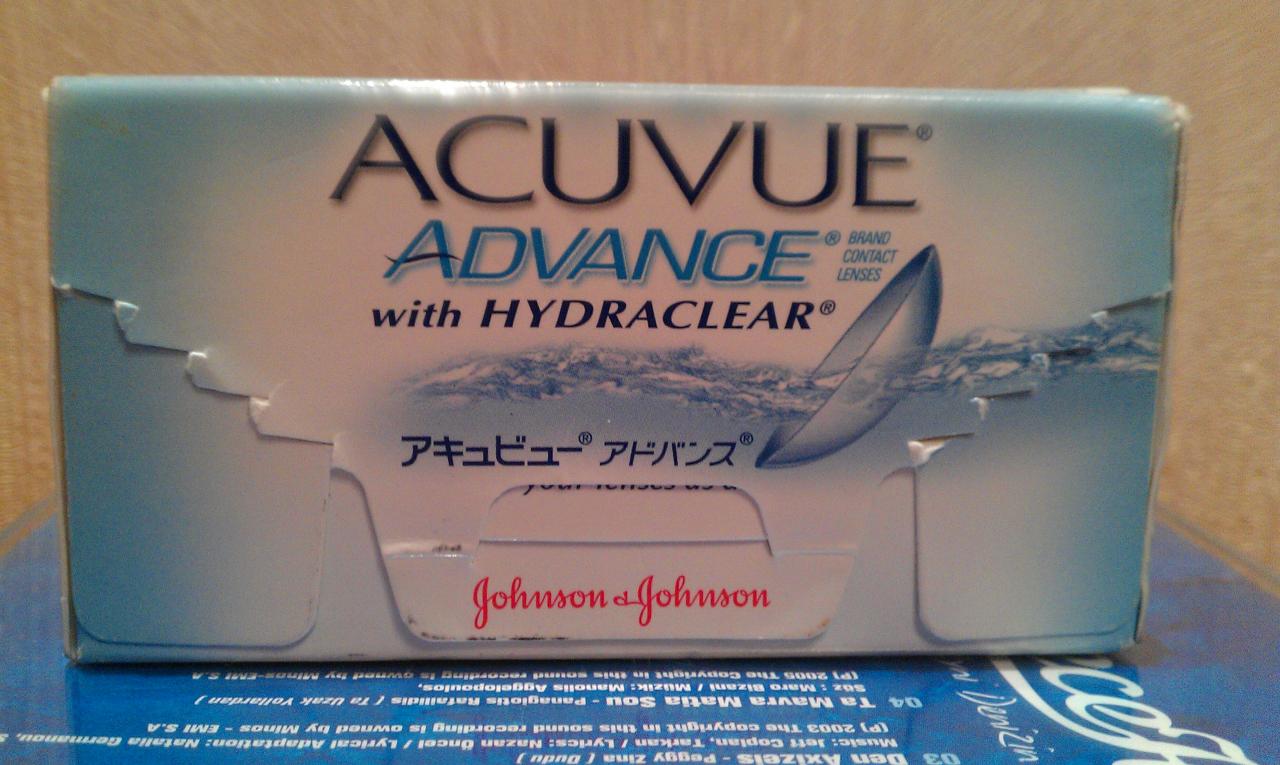 ACUVUE®
ADVANCE® BRAND
CONTACT
LENSES
with HYDRACLEAR®
アキュビュー® アドバンス®
your lenses as a
Johnson & Johnson
(P) 2005 The Copyright in this sound recording is owned by Minos-EMI S.A
Söz : Maro Bizani / Müzik: Manolis Aggelopoulos.
04 Ta Mavra Matia Sou - Panagiotis Rafailidis ( Ta Uzak Yollardan )
(P) 2003 The copyright in this sound recording is owned by Minos - EMI S.A
Music: Jeff Coplan, Tarkan, Ozan / Lyrics: Nazan Öncel / Lyrical Adaptation: Natalia Germanou,
03 Den Axizeis - Peggy Zina ( Dudu )